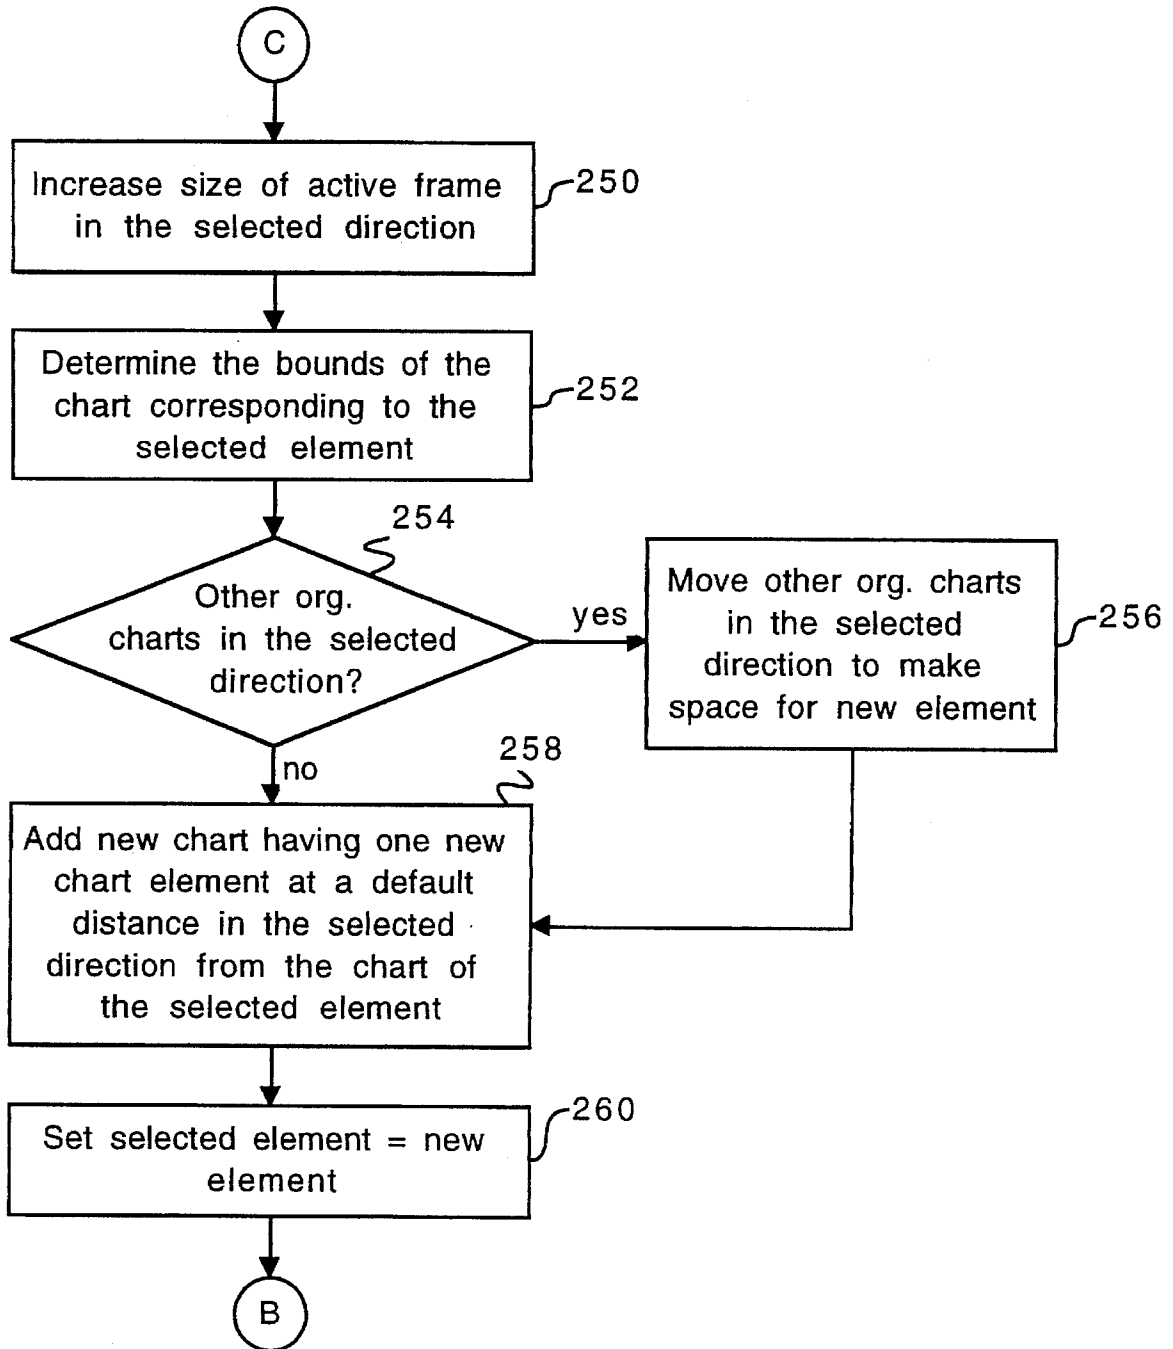 C
Increase size of active frame
in the selected direction
250
Determine the bounds of the
chart corresponding to the
selected element
252
254
Other org.
charts in the selected
direction?
yes
Move other org. charts
in the selected
direction to make
space for new element
256
no
258
Add new chart having one new
chart element at a default
distance in the selected
direction from the chart of
the selected element
Set selected element = new
element
260
B